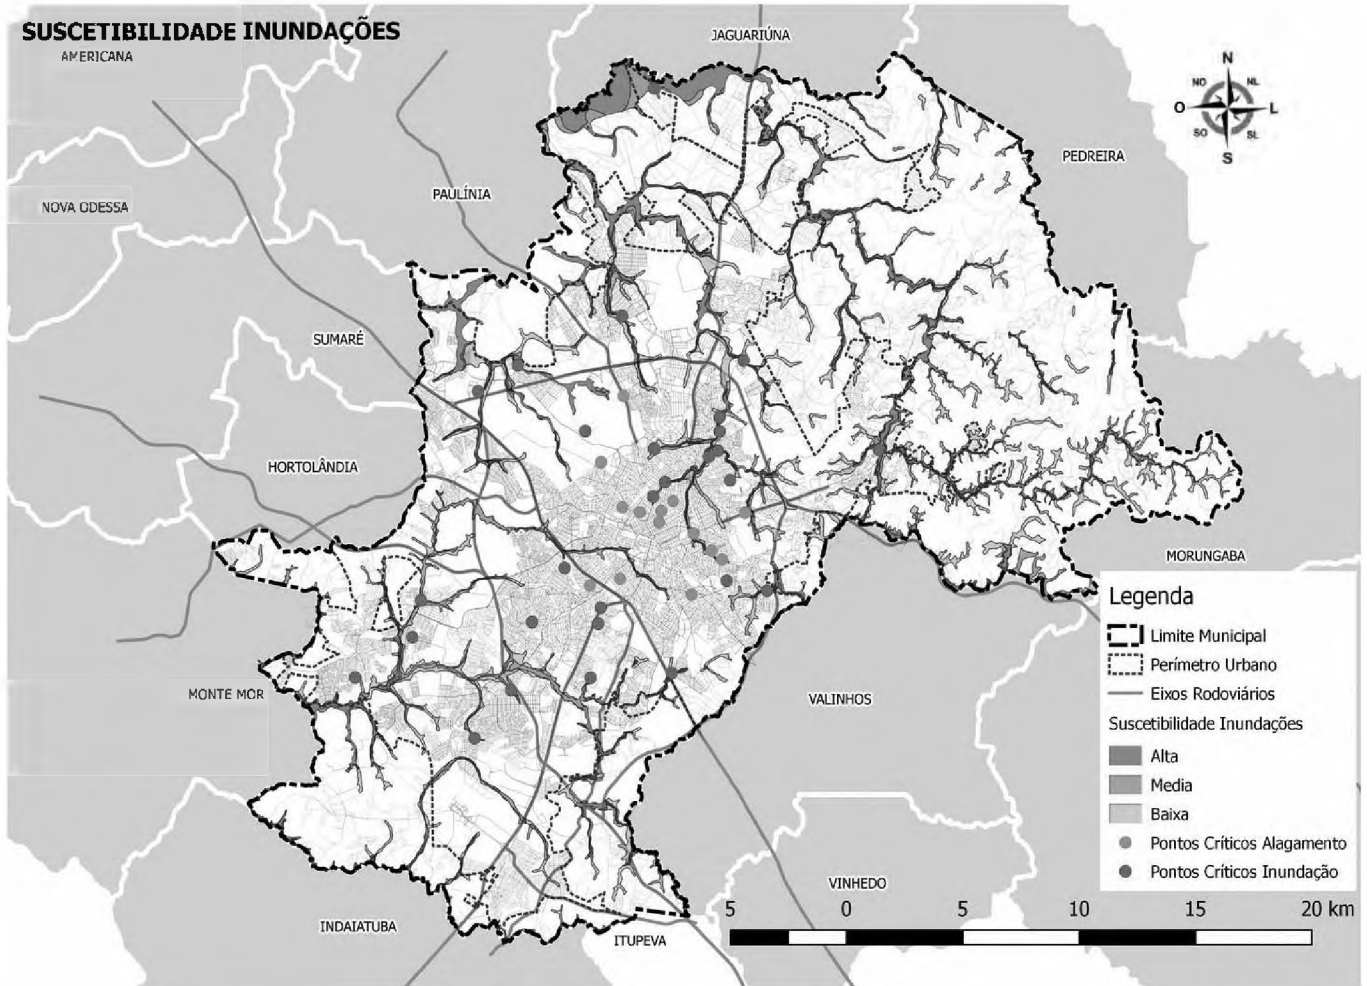 SUSCETIBILIDADE INUNDAÇÕES
AMERICANA
JAGUARIÚNA
N
NO
NL
O
L
SO
SL
S
PEDREIRA
PAULÍNIA
NOVA ODESSA
SUMARÉ
HORTOLÂNDIA
MORUNGABA
MONTE MOR
VALINHOS
VINHEDO
INDAIATUBA
ITUPEVA
Legenda
Limite Municipal
Perímetro Urbano
Eixos Rodoviários
Suscetibilidade Inundações
Alta
Media
Baixa
Pontos Críticos Alagamento
Pontos Críticos Inundação
5 0 5 10 15 20 km